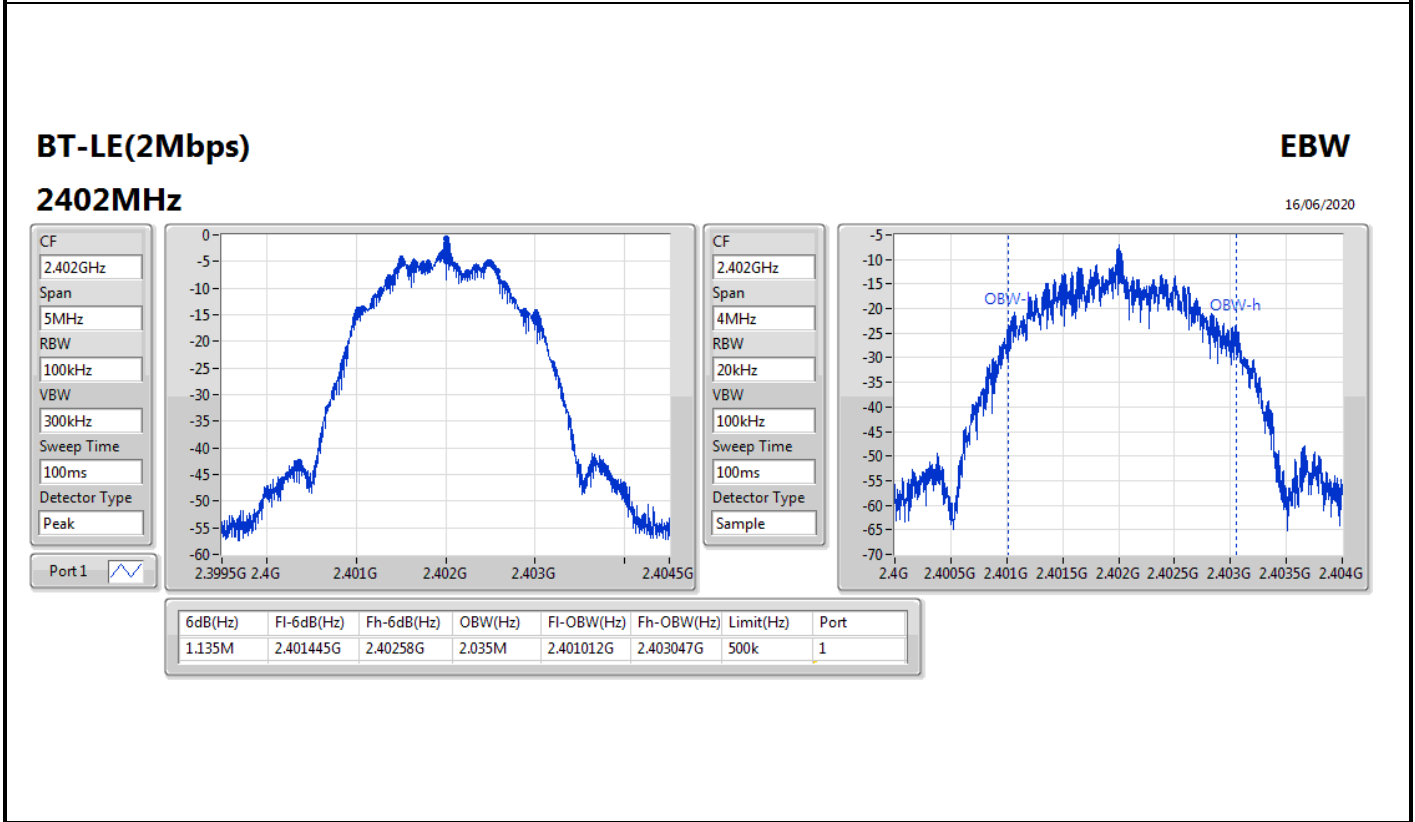 BT-LE(2Mbps)
EBW
2402MHz
16/06/2020
CF
2.402GHz
Span
5MHz
RBW
100kHz
VBW
300kHz
Sweep Time
100ms
Detector Type
Peak
Port 1
0
-5
-10
-15
-20
-25
-30
-35
-40
-45
-50
-55
-60
2.3995G 2.4G 2.401G 2.402G 2.403G 2.4045G
CF
2.402GHz
Span
4MHz
RBW
20kHz
VBW
100kHz
Sweep Time
100ms
Detector Type
Sample
-5
-10
-15
-20
-25
-30
-35
-40
-45
-50
-55
-60
-65
-70
OBW-l
OBW-h
2.4G 2.4005G 2.401G 2.4015G 2.402G 2.4025G 2.403G 2.4035G 2.404G
6dB(Hz) Fl-6dB(Hz) Fh-6dB(Hz) OBW(Hz) Fl-OBW(Hz) Fh-OBW(Hz) Limit(Hz) Port
1.135M 2.401445G 2.40258G 2.035M 2.401012G 2.403047G 500k 1